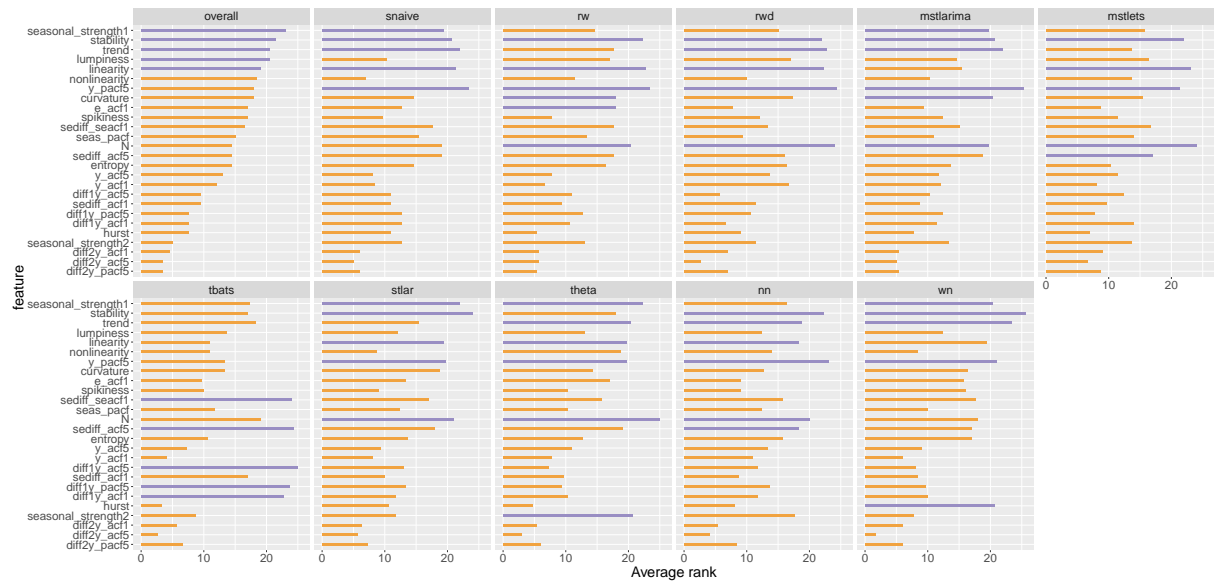 overall snaive rw rwd mstlarima mstlets
seasonal_strength1
stability
trend
lumpiness
linearity
nonlinearity
y_pacf5
curvature
e_acf1
spikiness
sediff_seacf1
seas_pacf
N
sediff_acf5
entropy
y_acf5
y_acf1
diff1y_acf5
sediff_acf1
diff1y_pacf5
diff1y_acf1
hurst
seasonal_strength2
diff2y_acf1
diff2y_acf5
diff2y_pacf5
0 10 20
feature
tbats stlar theta nn wn
seasonal_strength1
stability
trend
lumpiness
linearity
nonlinearity
y_pacf5
curvature
e_acf1
spikiness
sediff_seacf1
seas_pacf
N
sediff_acf5
entropy
y_acf5
y_acf1
diff1y_acf5
sediff_acf1
diff1y_pacf5
diff1y_acf1
hurst
seasonal_strength2
diff2y_acf1
diff2y_acf5
diff2y_pacf5
0 10 20 0 10 20 0 10 20 0 10 20 0 10 20
Average rank